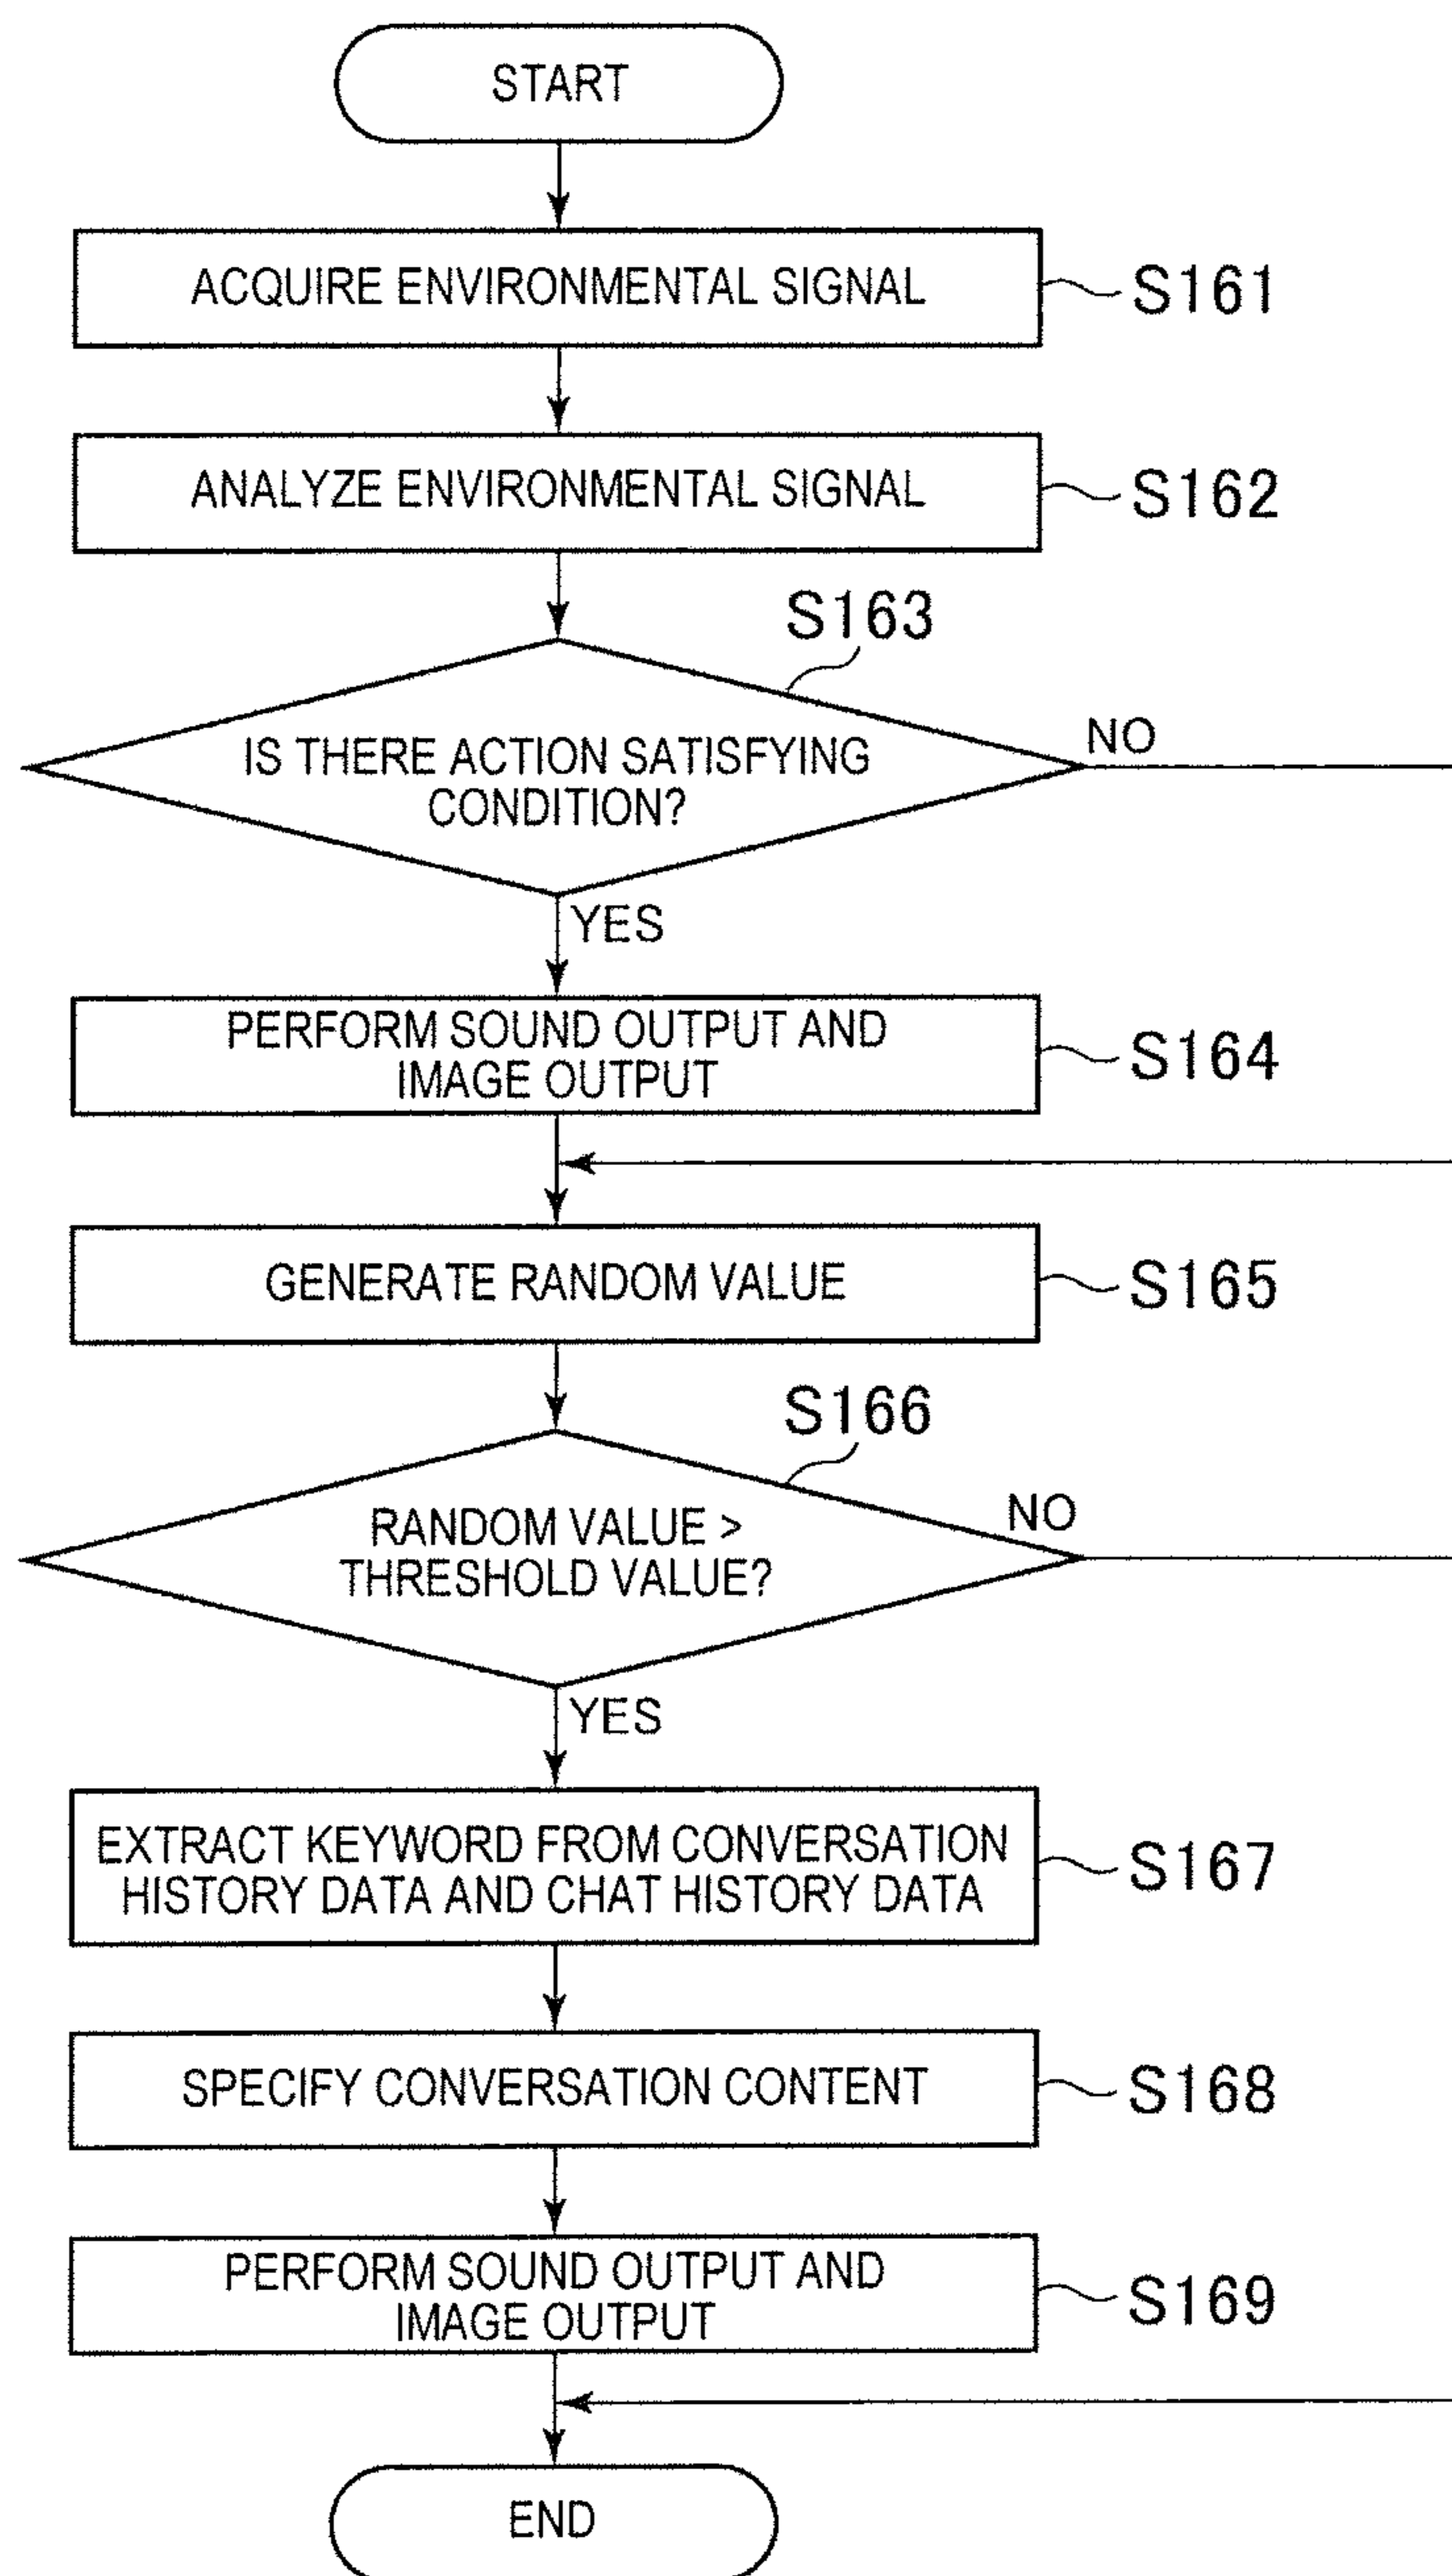 START
ACQUIRE ENVIRONMENTAL SIGNAL
S161
ANALYZE ENVIRONMENTAL SIGNAL
S162
S163
IS THERE ACTION SATISFYING
CONDITION?
NO
YES
PERFORM SOUND OUTPUT AND
IMAGE OUTPUT
S164
GENERATE RANDOM VALUE
S165
S166
RANDOM VALUE >
THRESHOLD VALUE?
NO
YES
EXTRACT KEYWORD FROM CONVERSATION
HISTORY DATA AND CHAT HISTORY DATA
S167
SPECIFY CONVERSATION CONTENT
S168
PERFORM SOUND OUTPUT AND
IMAGE OUTPUT
S169
END